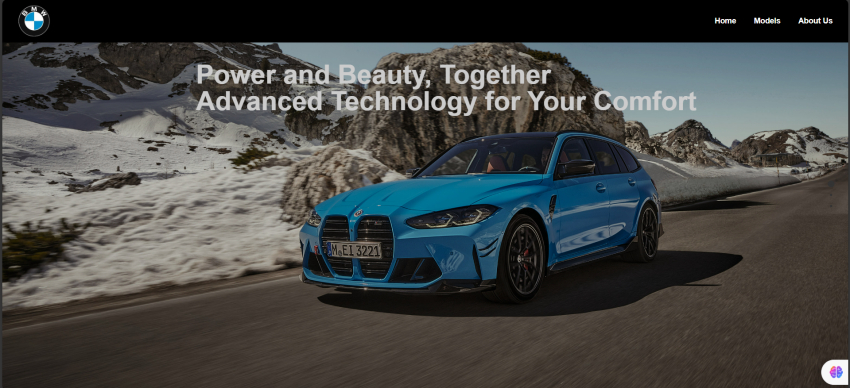 BMW
Home Models About Us
Power and Beauty, Together
Advanced Technology for Your Comfort
M EI 3221